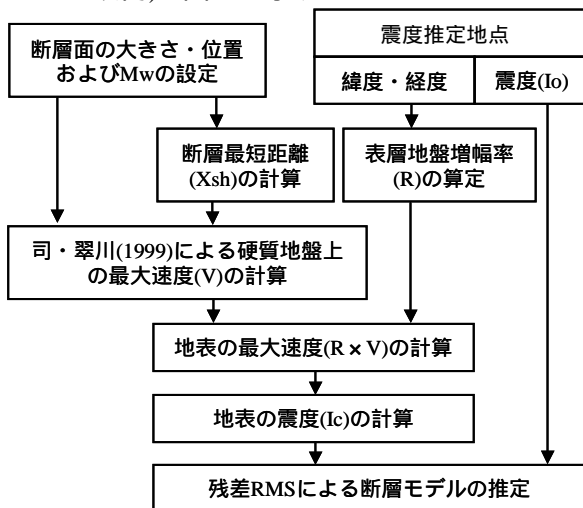 断層面の大きさ・位置
およびMwの設定
震度推定地点
緯度・経度
震度(Io)
断層最短距離
(Xsh)の計算
表層地盤増幅率
(R)の算定
司・翠川(1999)による硬質地盤上
の最大速度(V)の計算
地表の最大速度(R × V)の計算
地表の震度(Ic)の計算
残差RMSによる断層モデルの推定